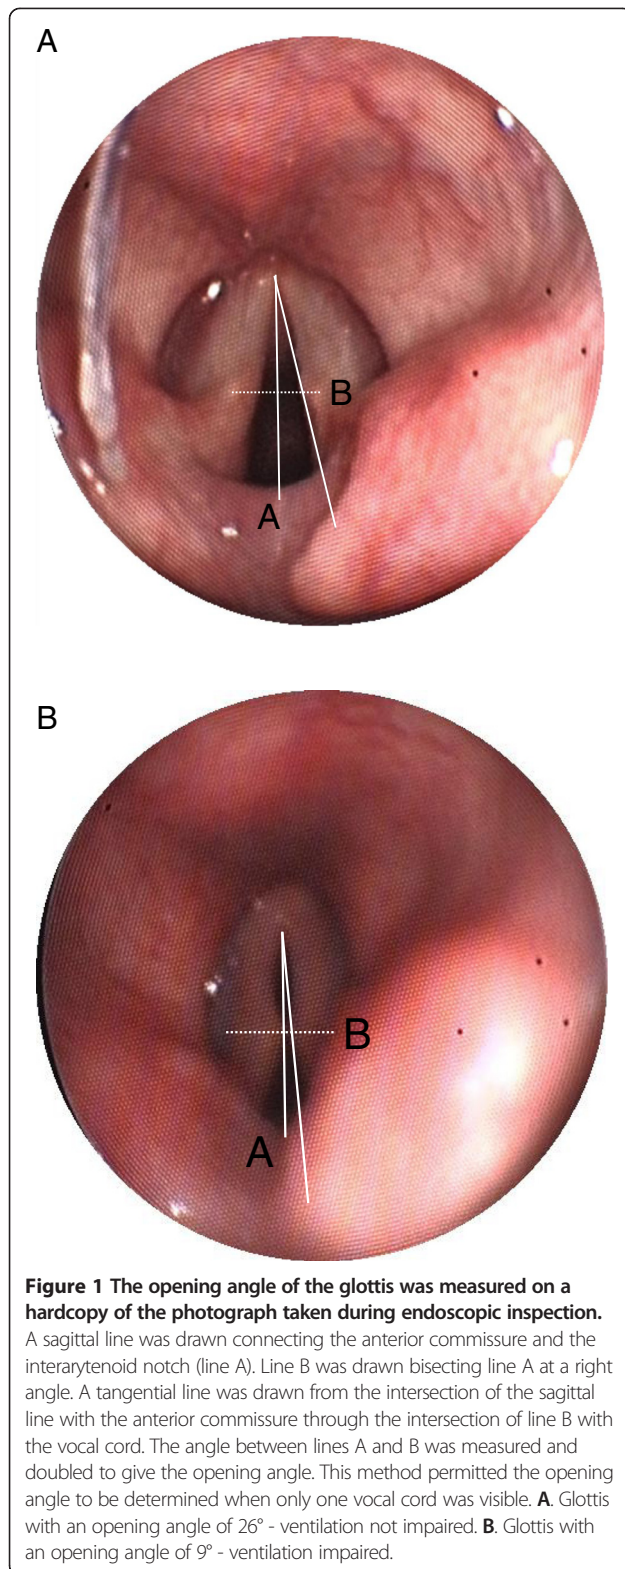 A
B
A
B
B
A
Figure 1 The opening angle of the glottis was measured on a
hardcopy of the photograph taken during endoscopic inspection.
A sagittal line was drawn connecting the anterior commissure and the
interarytenoid notch (line A). Line B was drawn bisecting line A at a right
angle. A tangential line was drawn from the intersection of the sagittal
line with the anterior commissure through the intersection of line B with
the vocal cord. The angle between lines A and B was measured and
doubled to give the opening angle. This method permitted the opening
angle to be determined when only one vocal cord was visible. A. Glottis
with an opening angle of 26° - ventilation not impaired. B. Glottis with
an opening angle of 9° - ventilation impaired.